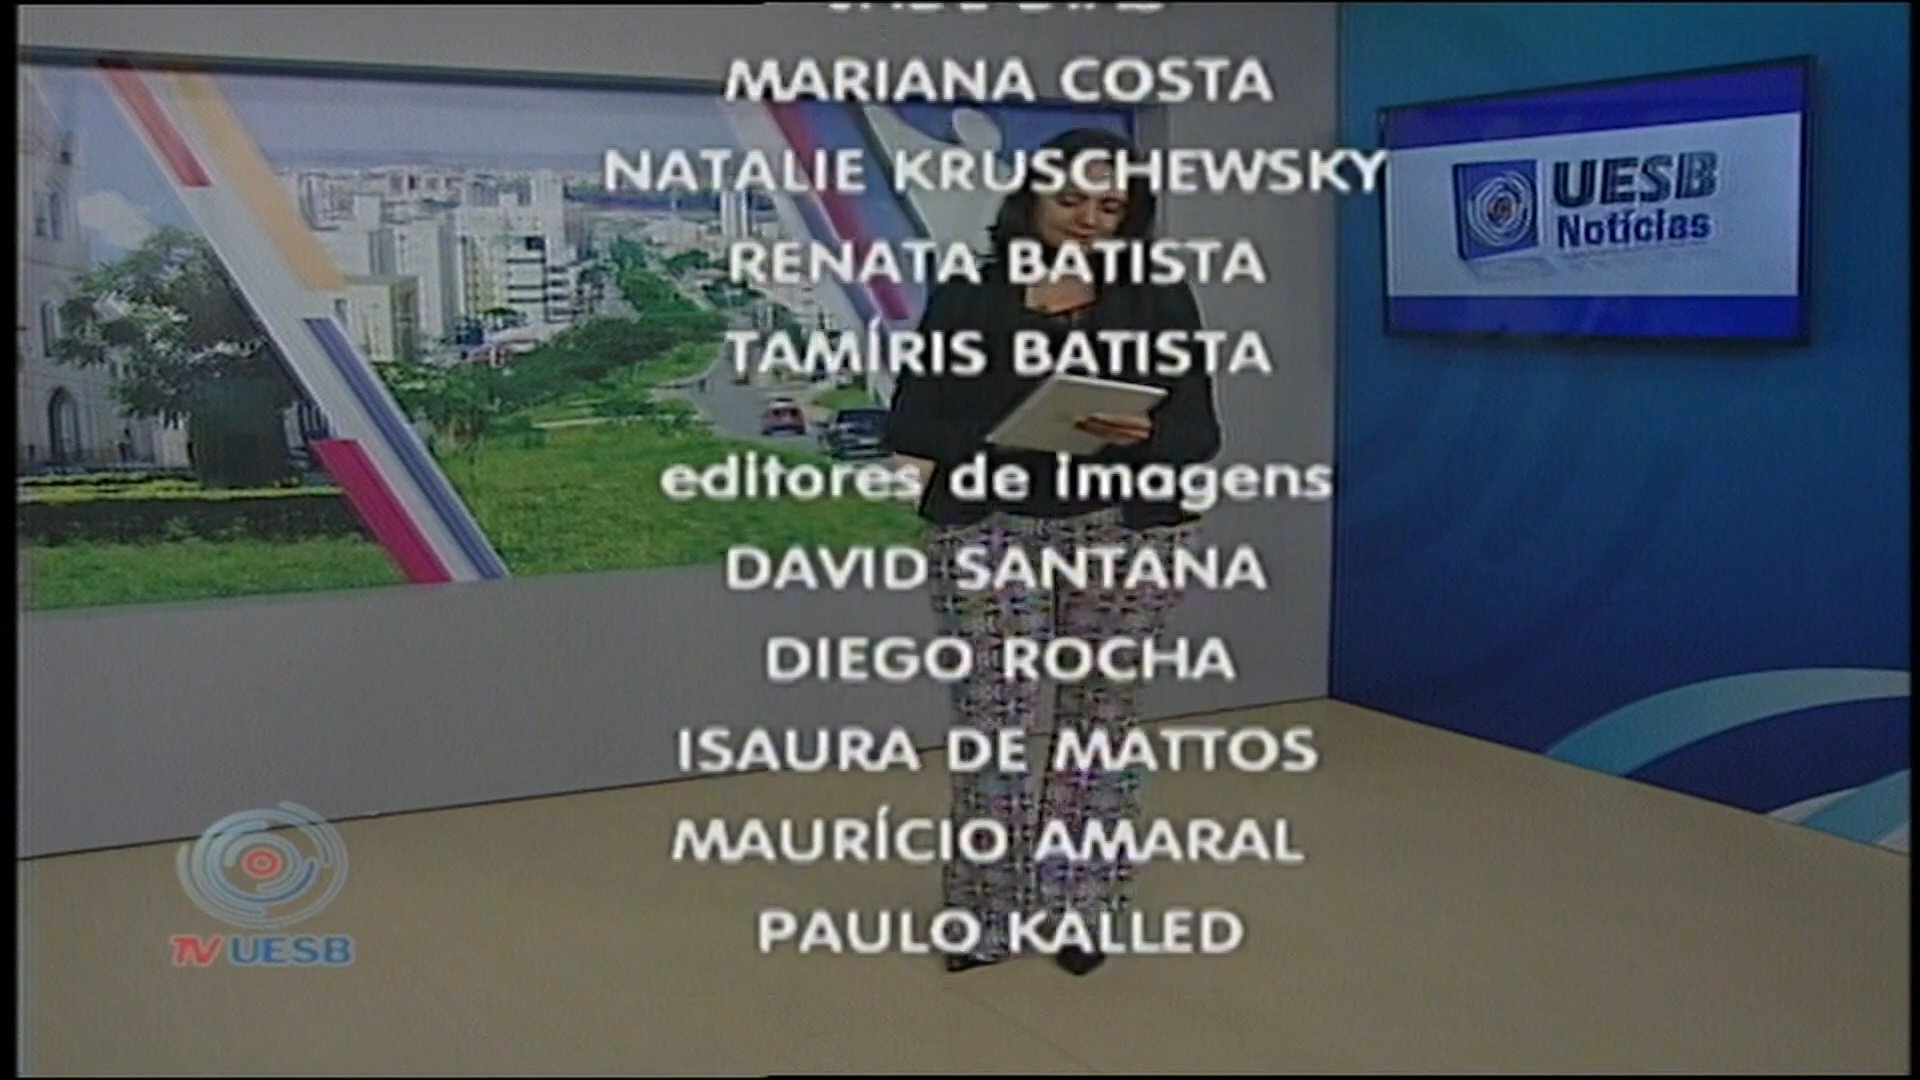 MARIANA COSTA
NATALIE KRUSCHEWSKY
RENATA BATISTA
TAMÍRIS BATISTA
editores de imagens
DAVID SANTANA
DIEGO ROCHA
ISAURA DE MATTOS
MAURÍCIO AMARAL
PAULO KALLED
UESB
Notícias
TV UESB